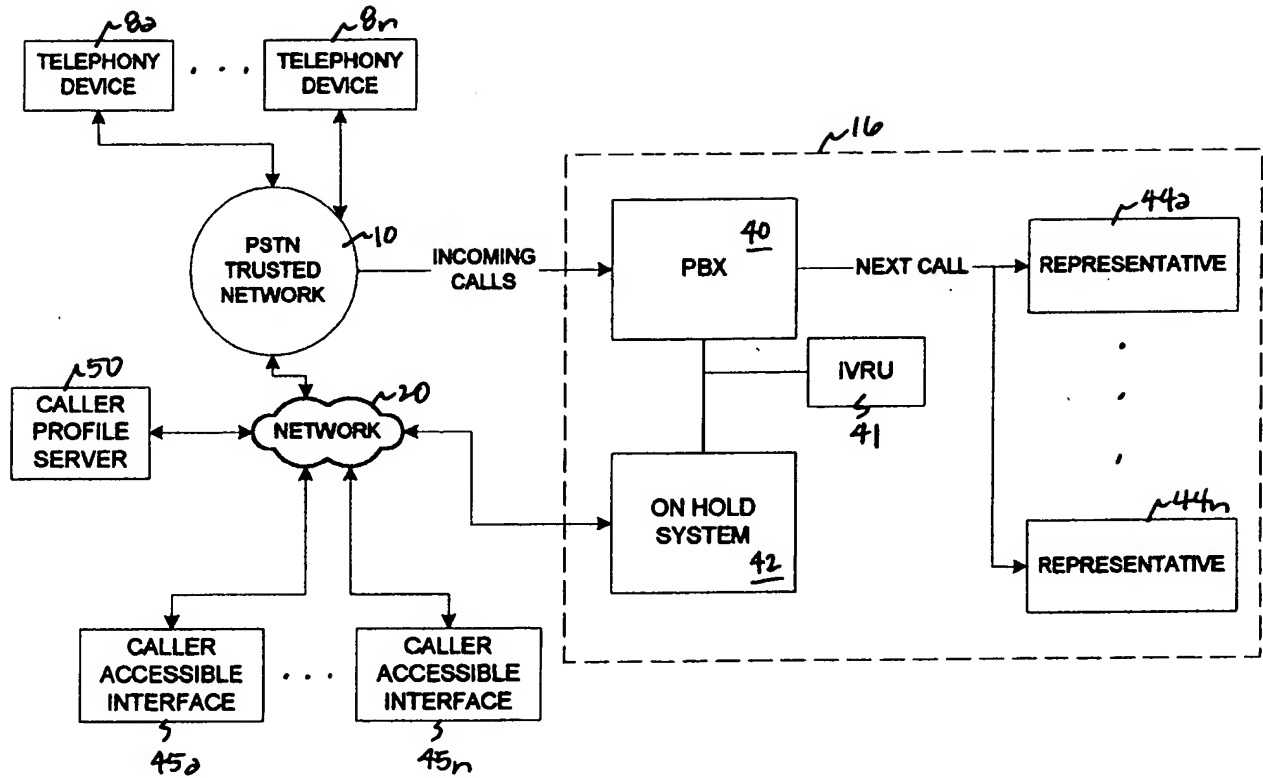 8a
8n
TELEPHONY
DEVICE
. . .
TELEPHONY
DEVICE
16
PSTN
TRUSTED
NETWORK
10
INCOMING
CALLS
40
PBX
NEXT CALL
44a
REPRESENTATIVE
IVRU
41
50
CALLER
PROFILE
SERVER
20
NETWORK
ON HOLD
SYSTEM
42
44n
REPRESENTATIVE
CALLER
ACCESSIBLE
INTERFACE
. . .
CALLER
ACCESSIBLE
INTERFACE
45a
45n